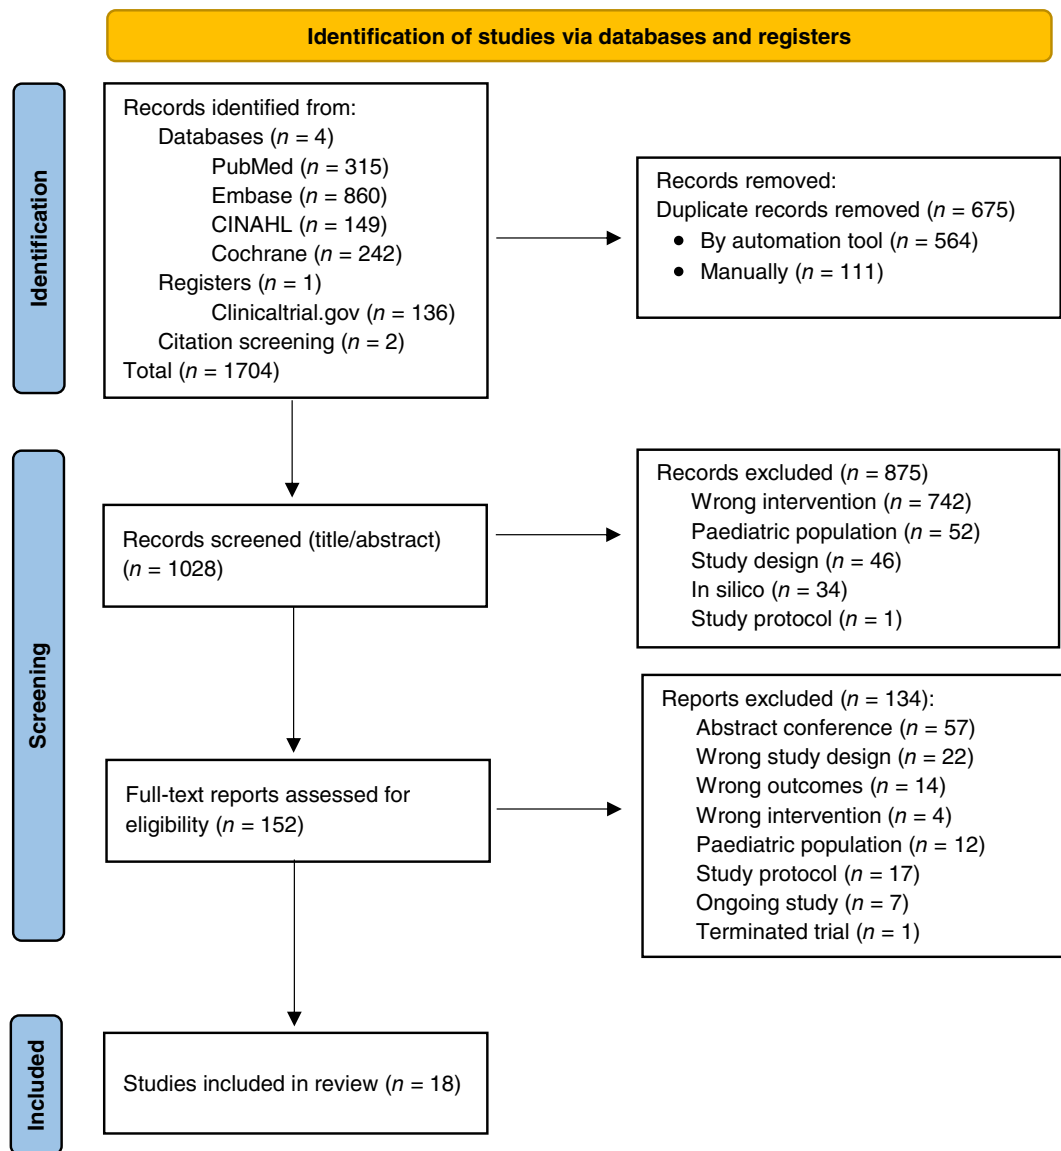 Identification of studies via databases and registers
Identification
Records identified from:
Databases (n = 4)
PubMed (n = 315)
Embase (n = 860)
CINAHL (n = 149)
Cochrane (n = 242)
Registers (n = 1)
Clinicaltrial.gov (n = 136)
Citation screening (n = 2)
Total (n = 1704)
Records removed:
Duplicate records removed (n = 675)
• By automation tool (n = 564)
• Manually (n = 111)
Screening
Records screened (title/abstract)
(n = 1028)
Records excluded (n = 875)
Wrong intervention (n = 742)
Paediatric population (n = 52)
Study design (n = 46)
In silico (n = 34)
Study protocol (n = 1)
Full-text reports assessed for
eligibility (n = 152)
Reports excluded (n = 134):
Abstract conference (n = 57)
Wrong study design (n = 22)
Wrong outcomes (n = 14)
Wrong intervention (n = 4)
Paediatric population (n = 12)
Study protocol (n = 17)
Ongoing study (n = 7)
Terminated trial (n = 1)
Included
Studies included in review (n = 18)